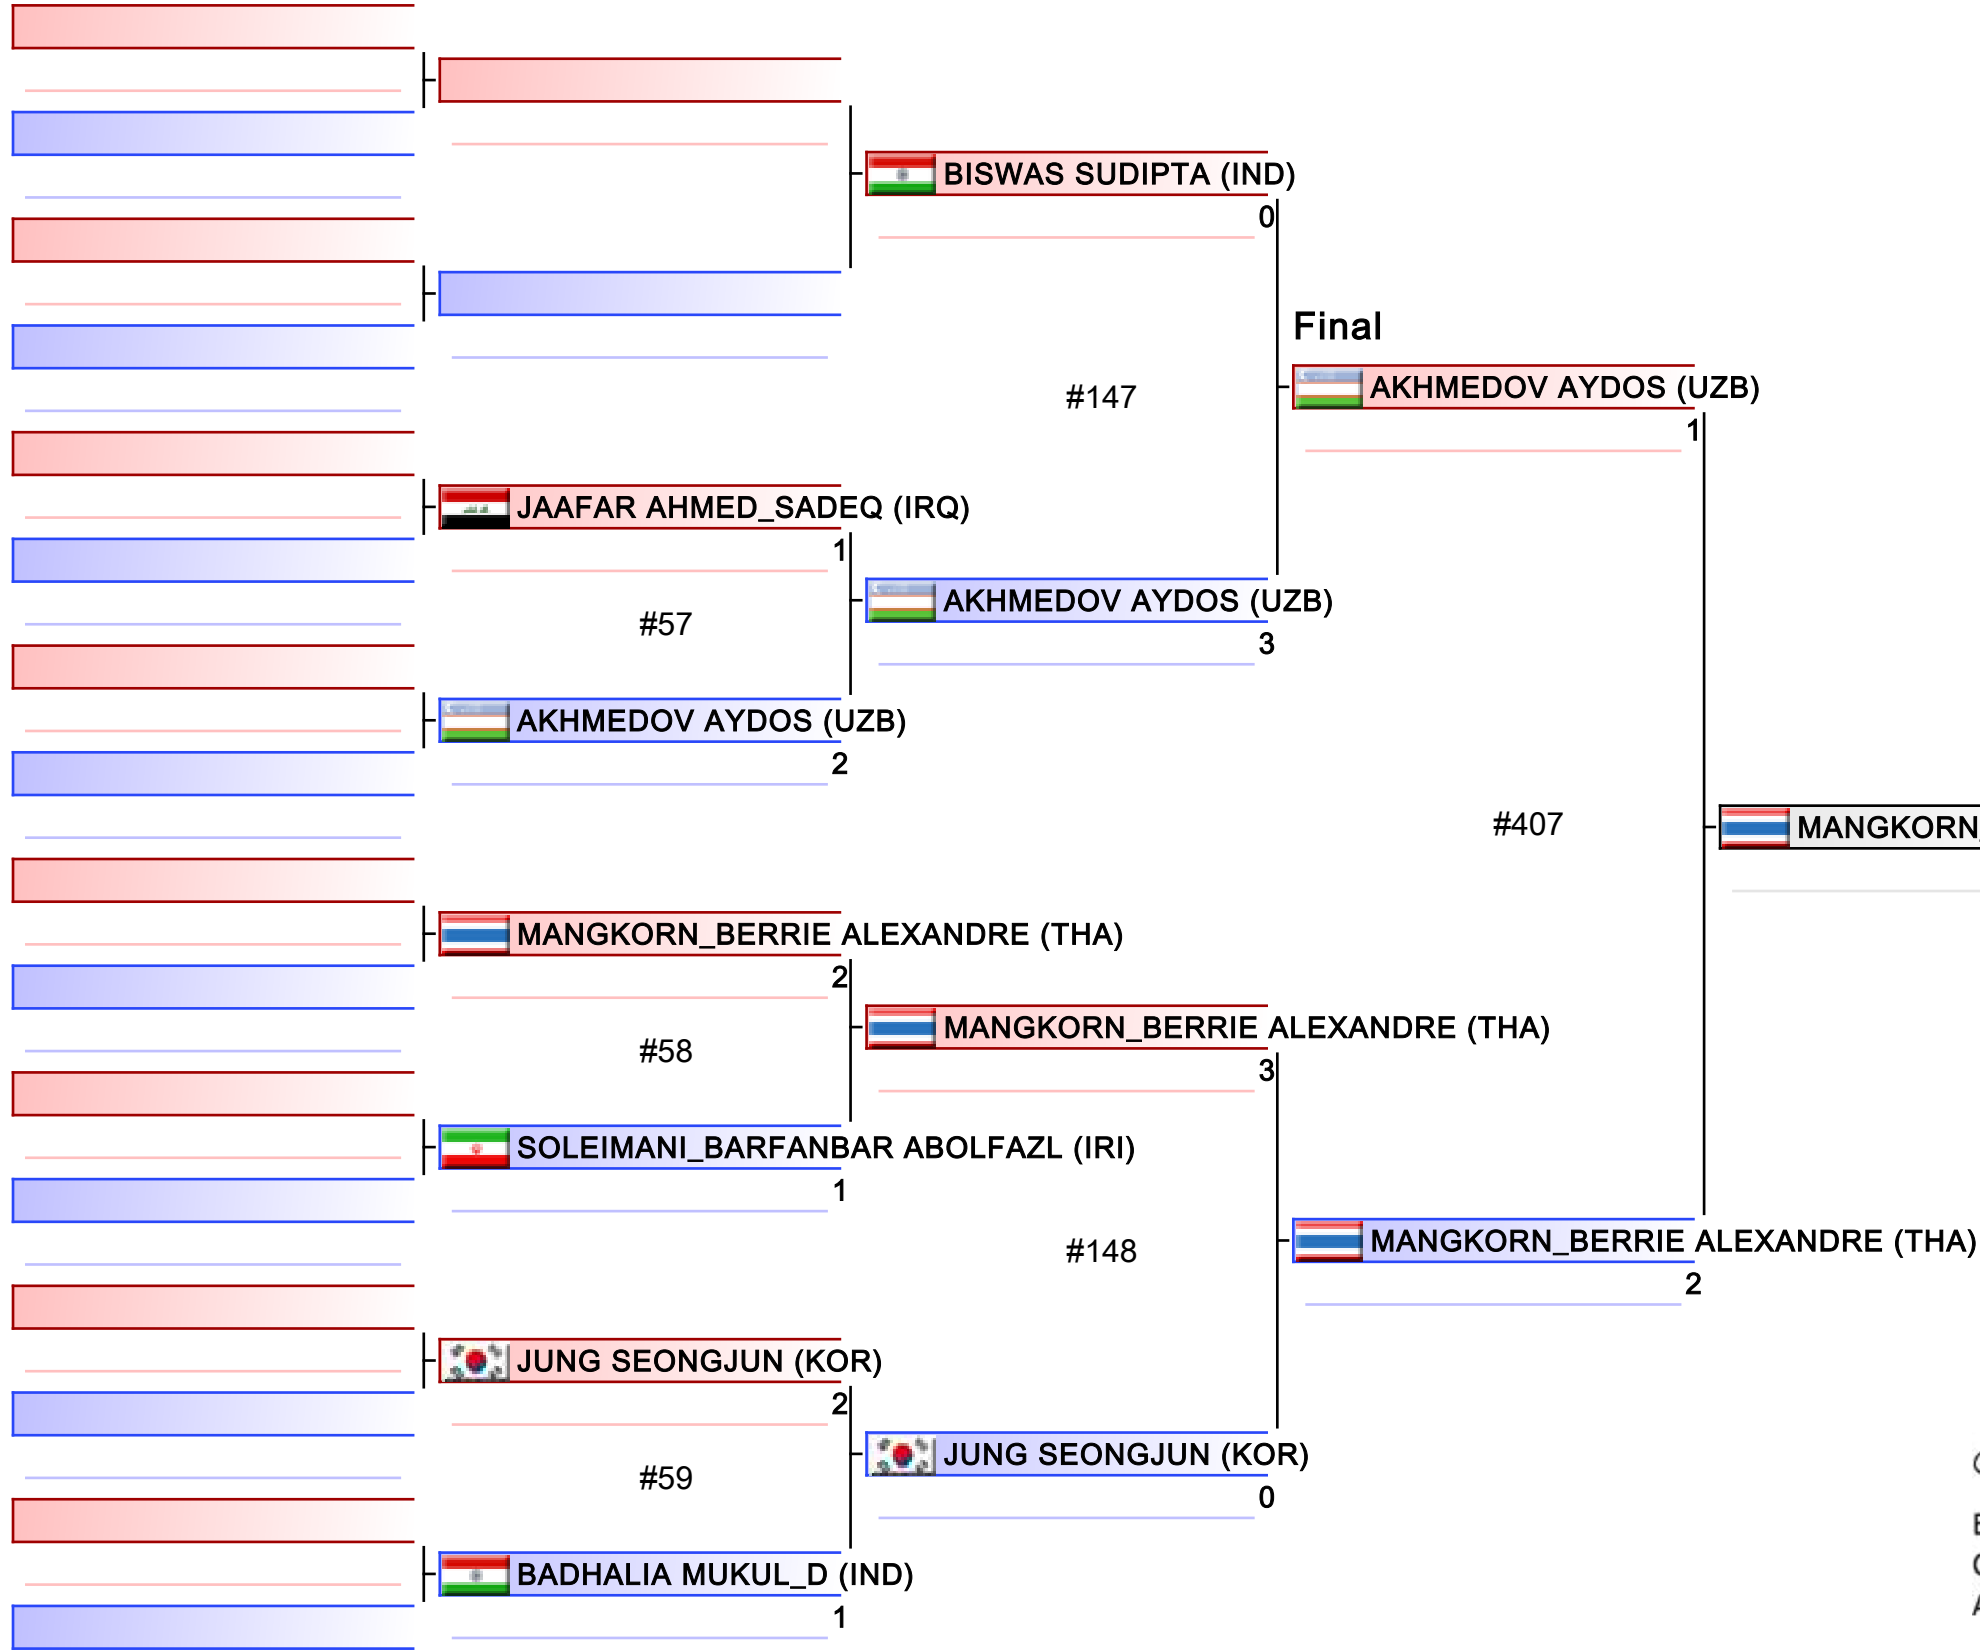 BISWAS SUDIPTA (IND)
0
Final
#147
AKHMEDOV AYDOS (UZB)
1
JAAFAR AHMED_SADEQ (IRQ)
1
AKHMEDOV AYDOS (UZB)
#57
3
AKHMEDOV AYDOS (UZB)
2
#407
MANGKORN_
MANGKORN_BERRIE ALEXANDRE (THA)
2
MANGKORN_BERRIE ALEXANDRE (THA)
#58
3
SOLEIMANI_BARFANBAR ABOLFAZL (IRI)
1
#148
MANGKORN_BERRIE ALEXANDRE (THA)
2
JUNG SEONGJUN (KOR)
2
JUNG SEONGJUN (KOR)
#59
0
BADHALIA MUKUL_D (IND)
1